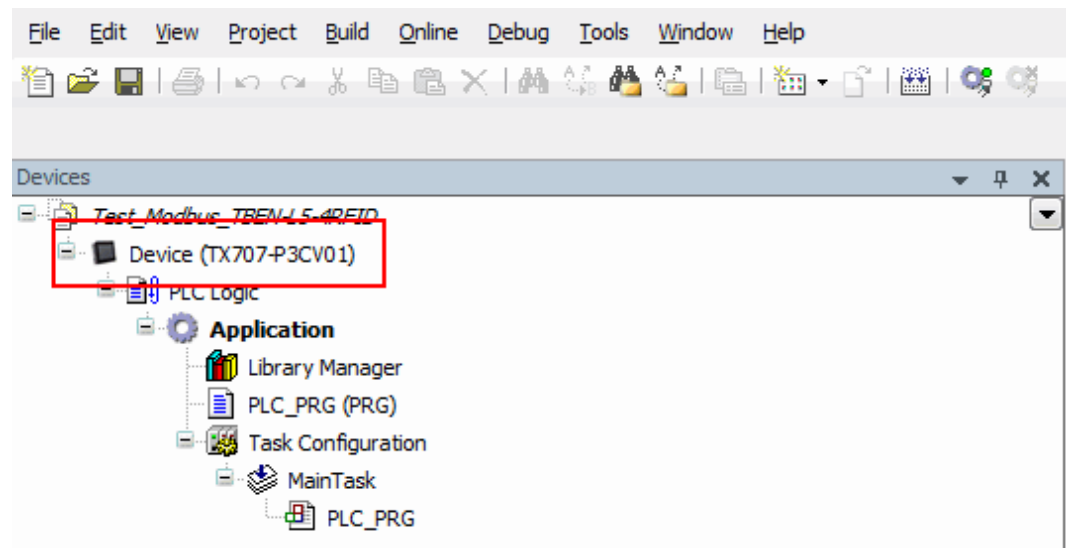 File Edit View Project Build Online Debug Tools Window Help
Devices
Test_Modbus_TBEN-L5-4RFID
Device (TX707-P3CV01)
PLC Logic
Application
Library Manager
PLC_PRG (PRG)
Task Configuration
MainTask
PLC_PRG